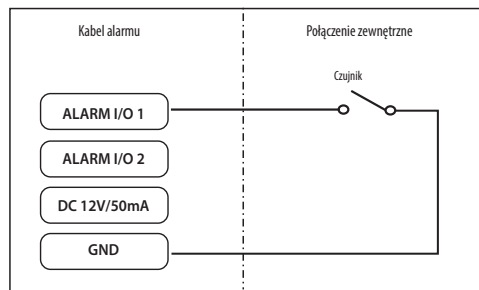 Kabel alarmu
Połączenie zewnętrzne
Czujnik
ALARM I/O 1
ALARM I/O 2
DC 12V/50mA
GND